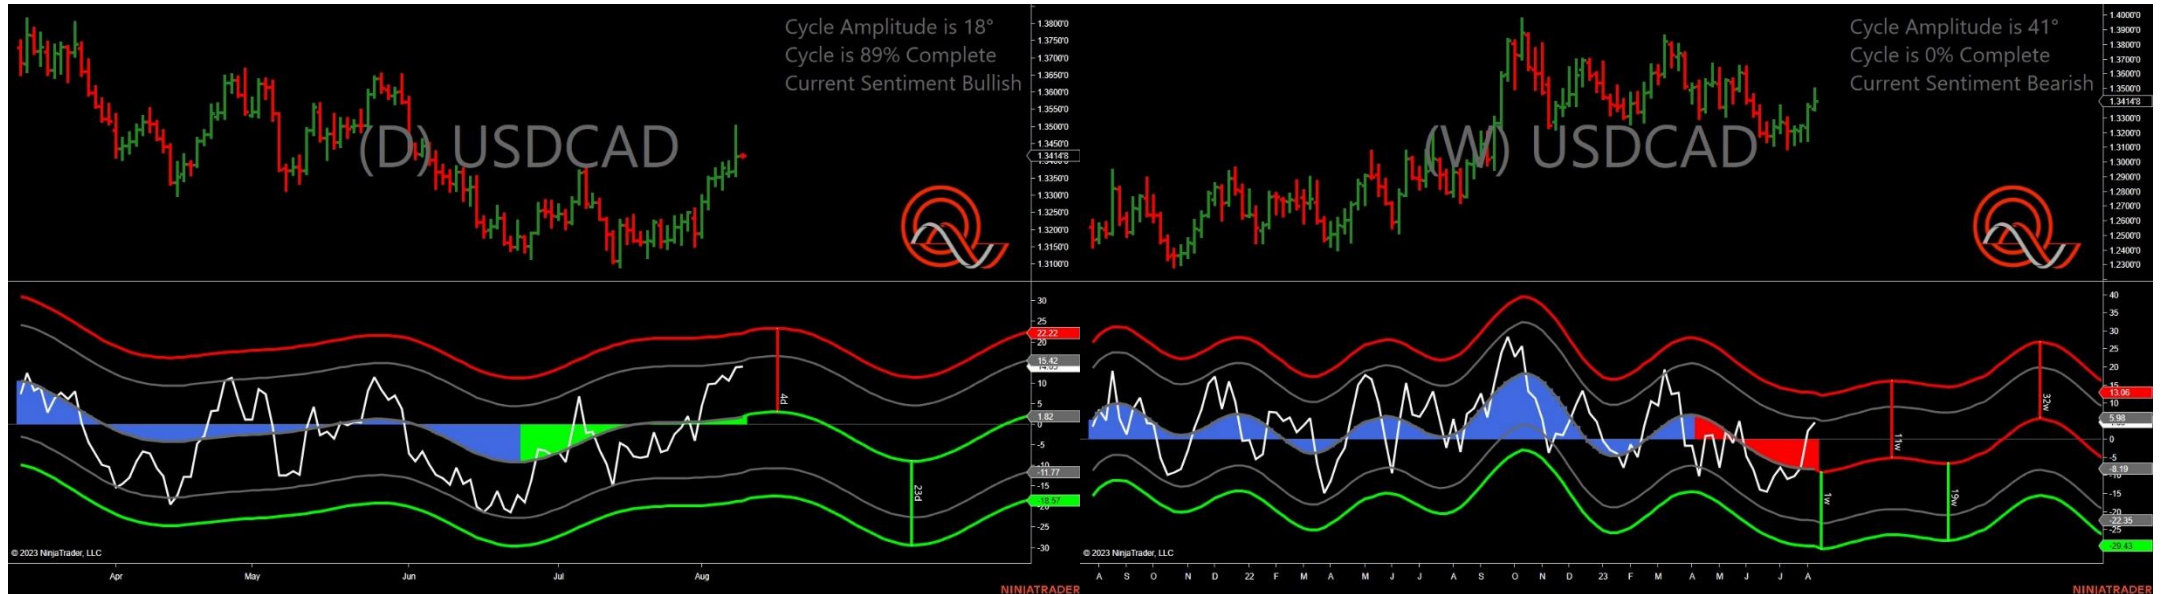 Cycle Amplitude is 18°
Cycle is 89% Complete
Current Sentiment Bullish
(D) USDCAD
1.3800'0
1.3750'0
1.3650'0
1.3600'0
1.3550'0
1.3500'0
1.3450'0
1.3414'8
1.3350'0
1.3300'0
1.3250'0
1.3200'0
1.3150'0
1.3100'0
30
25
22.22
20
15.42
10
5
1.82
-5
-11.77
-15
-18.57
-25
-30
4d
23d
© 2023 NinjaTrader, LLC
Apr
May
Jun
Jul
Aug
NINJATRADER
Cycle Amplitude is 41°
Cycle is 0% Complete
Current Sentiment Bearish
(W) USDCAD
1.4000'0
1.3900'0
1.3800'0
1.3700'0
1.3600'0
1.3500'0
1.3414'8
1.3300'0
1.3200'0
1.3100'0
1.3000'0
1.2900'0
1.2800'0
1.2700'0
1.2600'0
1.2500'0
1.2400'0
1.2300'0
40
35
30
25
20
15
13.06
10
5.98
0
-5
-8.19
-15
-22.35
-25
-29.43
1w
11w
19w
32w
© 2023 NinjaTrader, LLC
A S O N D 22 F M A M J J A S O N D 23 F M A M J J A
NINJATRADER